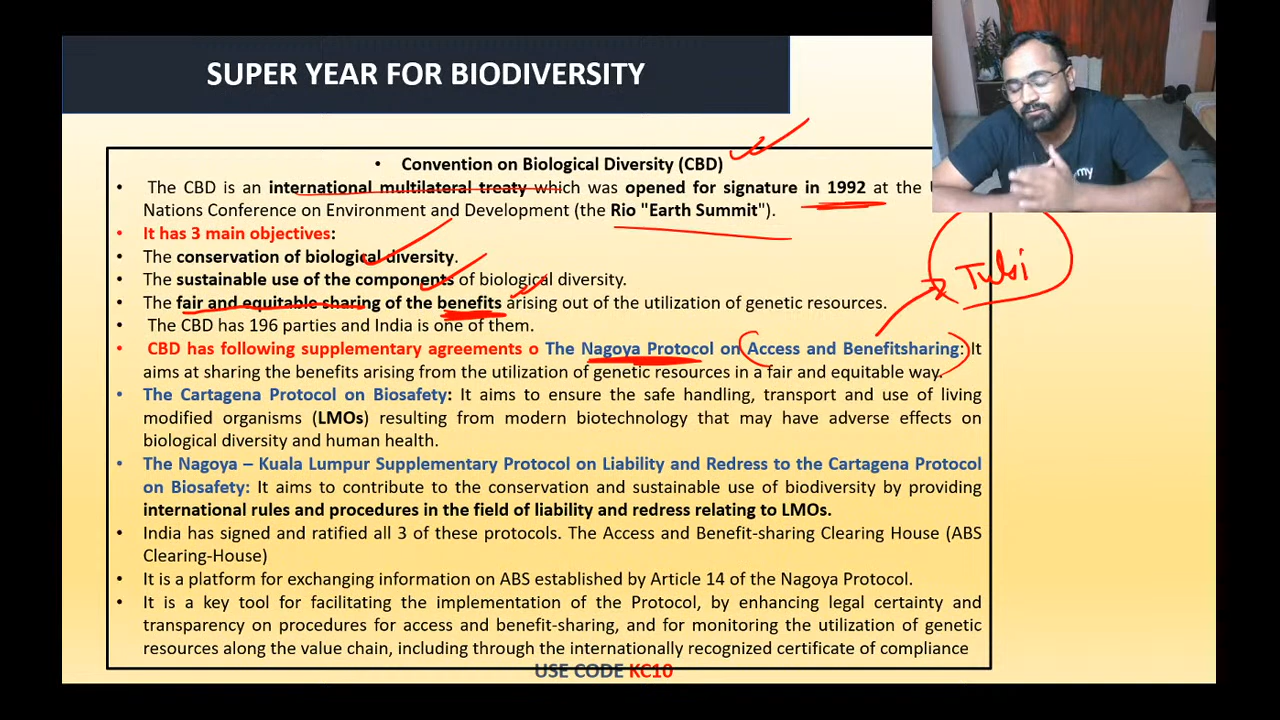 SUPER YEAR FOR BIODIVERSITY
• Convention on Biological Diversity (CBD)
• The CBD is an international multilateral treaty which was opened for signature in 1992 at the
Nations Conference on Environment and Development (the Rio "Earth Summit").
• It has 3 main objectives:
• The conservation of biological diversity.
• The sustainable use of the components of biological diversity.
• The fair and equitable sharing of the benefits arising out of the utilization of genetic resources.
• The CBD has 196 parties and India is one of them.
• CBD has following supplementary agreements o The Nagoya Protocol on Access and Benefitsharing: It
aims at sharing the benefits arising from the utilization of genetic resources in a fair and equitable way.
• The Cartagena Protocol on Biosafety: It aims to ensure the safe handling, transport and use of living
modified organisms (LMOs) resulting from modern biotechnology that may have adverse effects on
biological diversity and human health.
• The Nagoya – Kuala Lumpur Supplementary Protocol on Liability and Redress to the Cartagena Protocol
on Biosafety: It aims to contribute to the conservation and sustainable use of biodiversity by providing
international rules and procedures in the field of liability and redress relating to LMOs.
• India has signed and ratified all 3 of these protocols. The Access and Benefit-sharing Clearing House (ABS
Clearing-House)
• It is a platform for exchanging information on ABS established by Article 14 of the Nagoya Protocol.
• It is a key tool for facilitating the implementation of the Protocol, by enhancing legal certainty and
transparency on procedures for access and benefit-sharing, and for monitoring the utilization of genetic
resources along the value chain, including through the internationally recognized certificate of compliance
USE CODE KC10